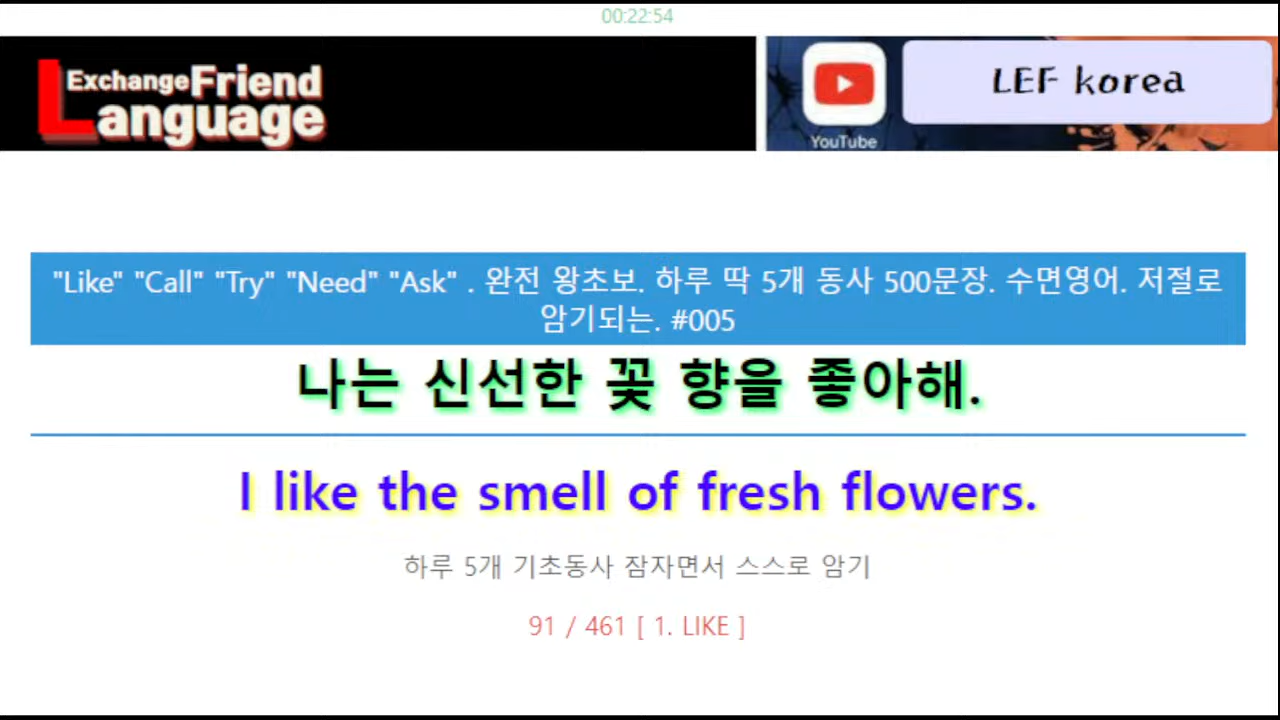 00:22:54
ExchangeFriend
Language
LEF korea
YouTube
"Like" "Call" "Try" "Need" "Ask" . 완전 왕초보. 하루 딱 5개 동사 500문장. 수면영어. 저절로
암기되는. #005
나는 신선한 꽃 향을 좋아해.
I like the smell of fresh flowers.
하루 5개 기초동사 잠자면서 스스로 암기
91 / 461 [ 1. LIKE ]